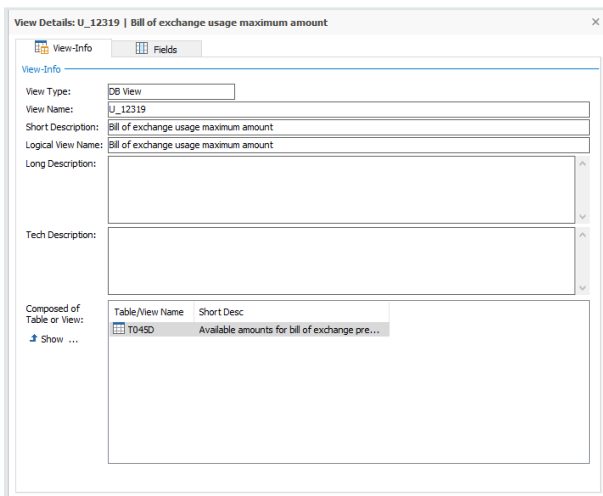 View Details: U_12319 | Bill of exchange usage maximum amount
View-Info Fields
View-Info
View Type: DB View
View Name: U_12319
Short Description: Bill of exchange usage maximum amount
Logical View Name: Bill of exchange usage maximum amount
Long Description:
Tech Description:
Composed of
Table or View:
Show ...
Table/View Name Short Desc
T045D Available amounts for bill of exchange pre...